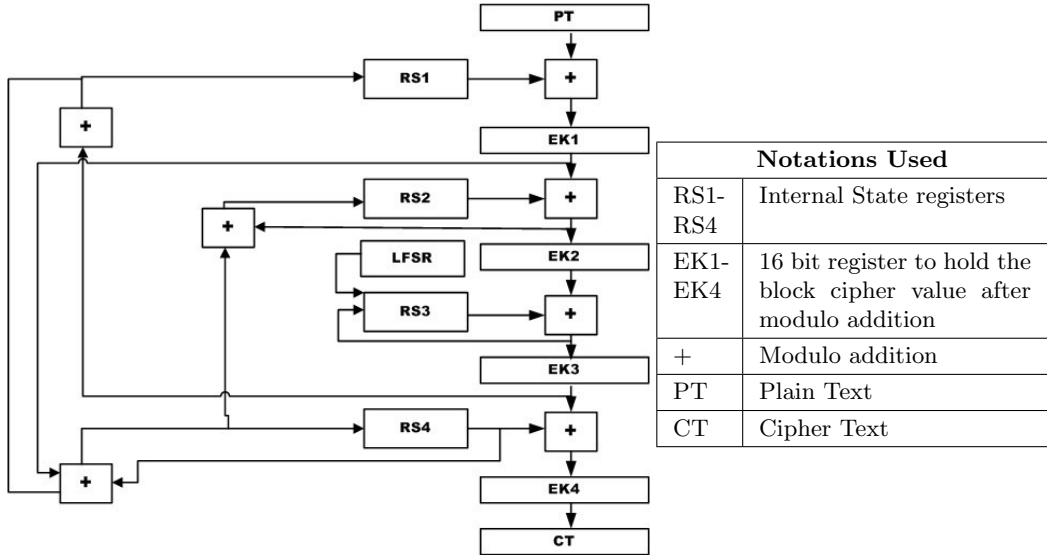 PT
RS1
+
+
EK1
RS2
+
+
LFSR
EK2
RS3
+
EK3
RS4
+
+
EK4
CT
Notations Used
RS1- Internal State registers
RS4
EK1- 16 bit register to hold the
EK4 block cipher value after
modulo addition
+ Modulo addition
PT Plain Text
CT Cipher Text